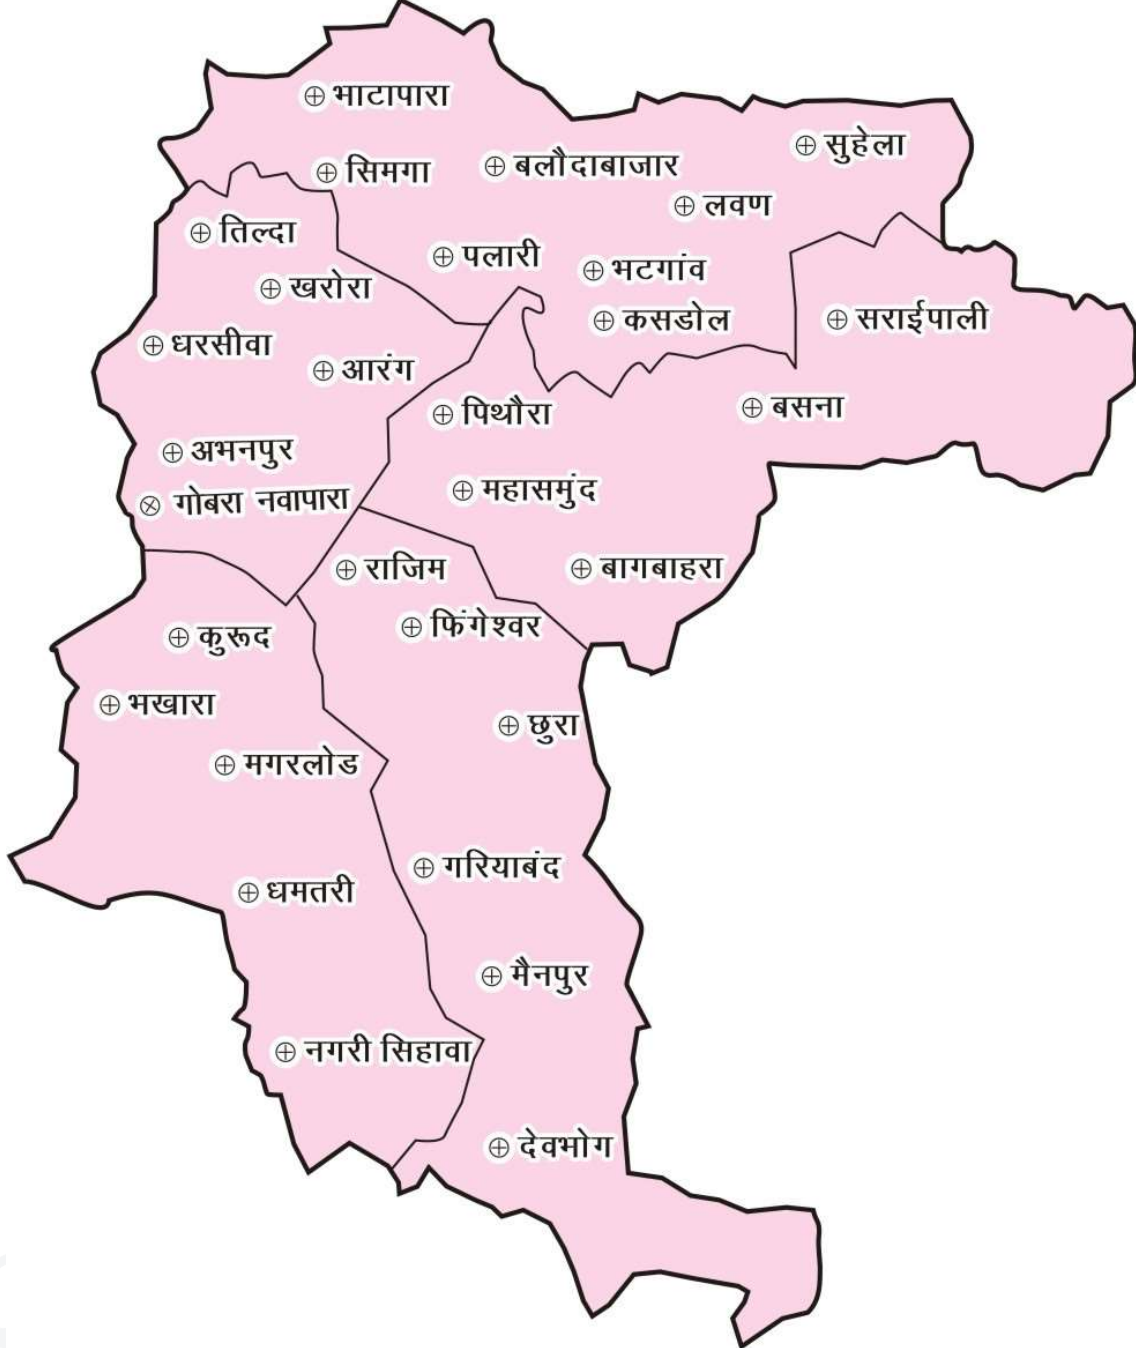 भाटापारा
सुहेला
सिमगा
बलौदाबाजार
लवण
तिल्दा
पलारी
भटगांव
खरोरा
कसडोल
सराईपाली
धरसीवा
आरंग
पिथौरा
बसना
अभनपुर
महासमुंद
गोबरा नवापारा
राजिम
बागबाहरा
फिंगेश्वर
कुरूद
भखारा
छुरा
मगरलोड
गरियाबंद
धमतरी
मैनपुर
नगरी सिहावा
देवभोग